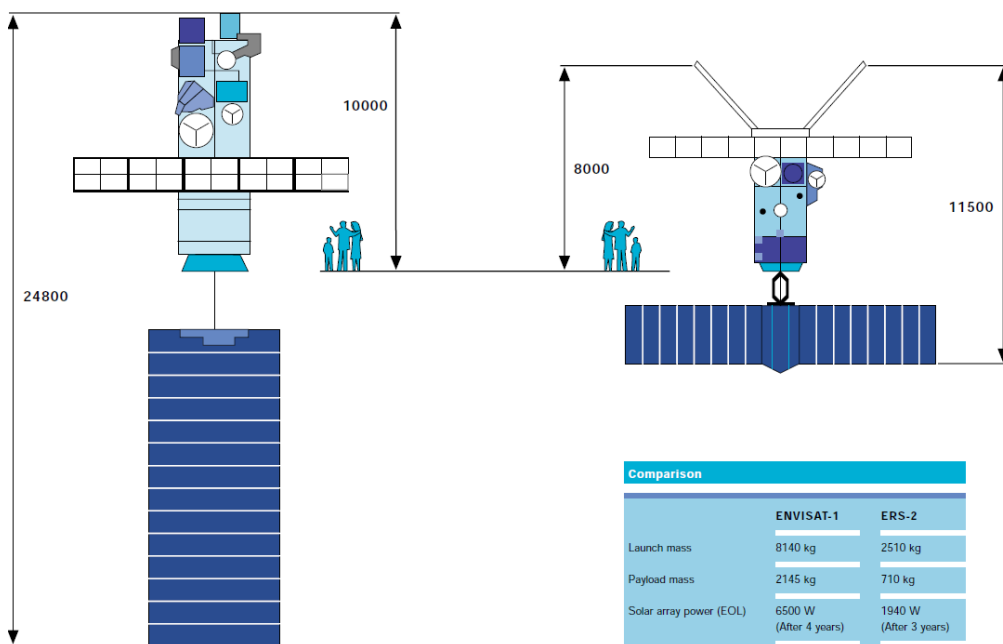 10000
8000
11500
24800
Comparison
ENVISAT-1 ERS-2
Launch mass 8140 kg 2510 kg
Payload mass 2145 kg 710 kg
Solar array power (EOL) 6500 W 1940 W
(After 4 years) (After 3 years)